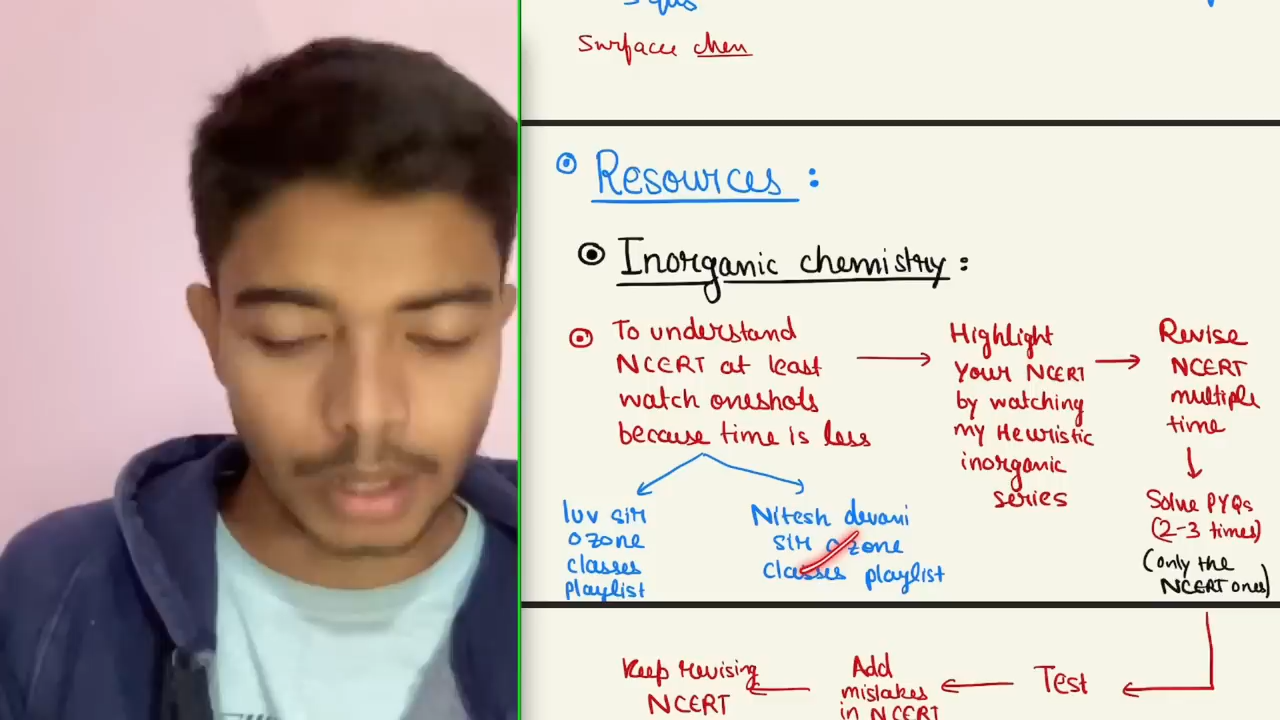 Surface chem
Resources :
Inorganic chemistry :
To understand
NCERT at least
watch oneshots
because time is less
Highlight
your NCERT
by watching
my Heuristic
inorganic
series
Revise
NCERT
multiple
time
luv sir
ozone
classes
playlist
Nitesh devani
sir ozone
classes playlist
Solve PYQs
(2-3 times)
(only the
NCERT ones)
Test
Add
mistakes
in NCERT
Keep revising
NCERT